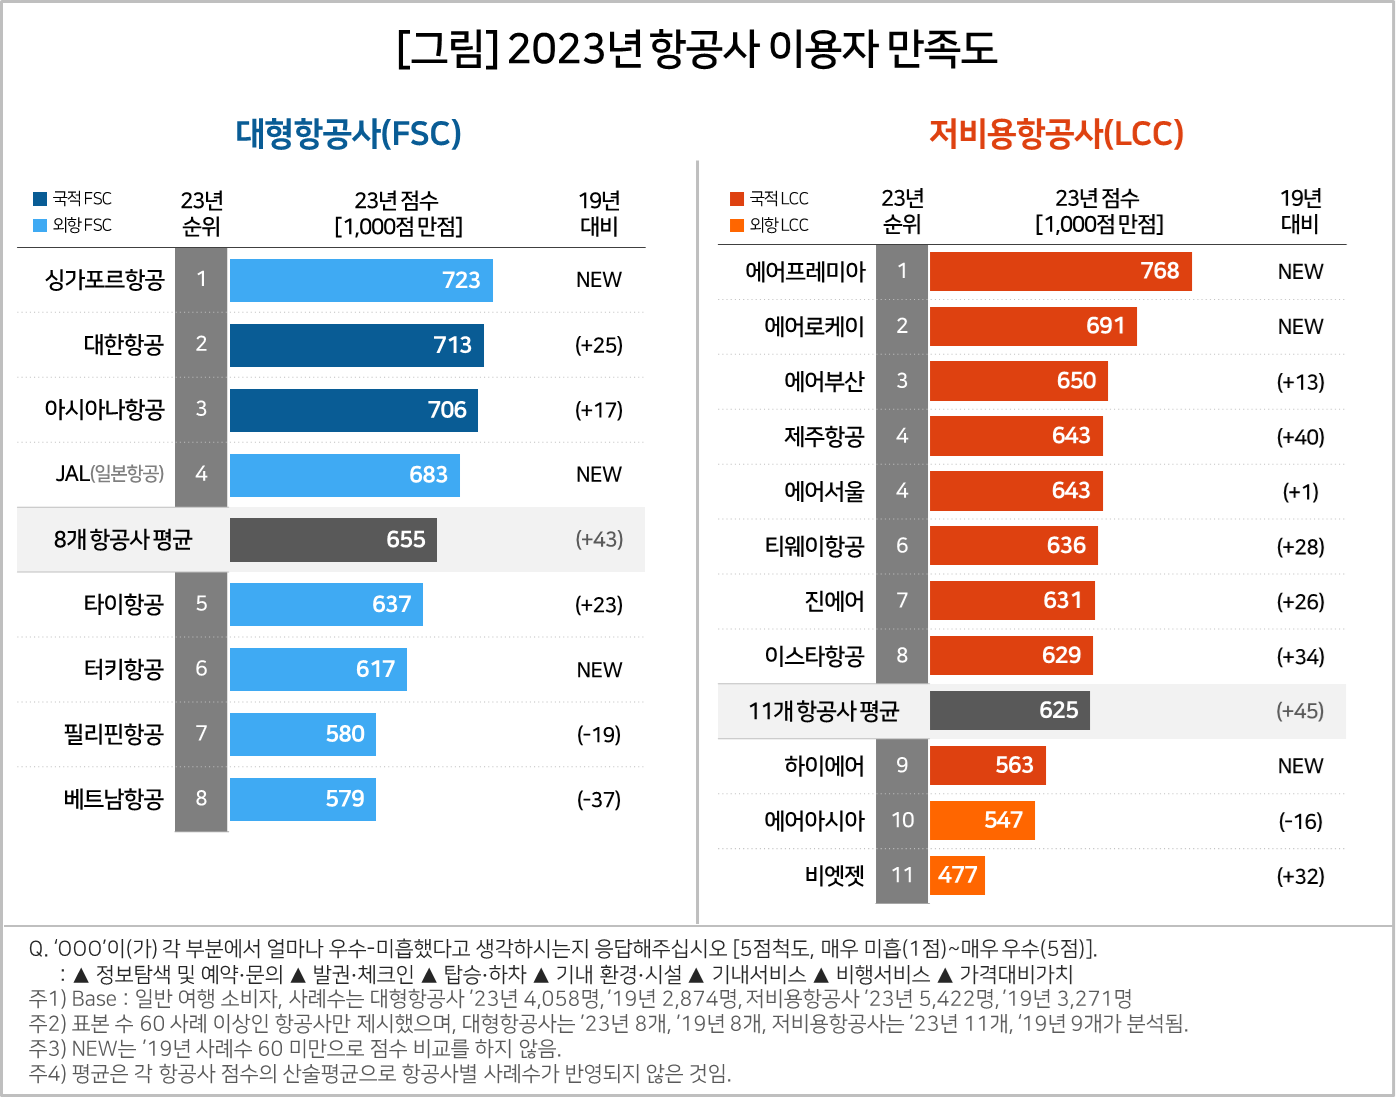 [그림] 2023년 항공사 이용자 만족도
대형항공사(FSC)
국적 FSC
외항 FSC
23년 순위
23년 점수 [1,000점 만점]
19년 대비
싱가포르항공 1 723 NEW
대한항공 2 713 (+25)
아시아나항공 3 706 (+17)
JAL(일본항공) 4 683 NEW
8개 항공사 평균 655 (+43)
타이항공 5 637 (+23)
터키항공 6 617 NEW
필리핀항공 7 580 (-19)
베트남항공 8 579 (-37)
저비용항공사(LCC)
국적 LCC
외항 LCC
23년 순위
23년 점수 [1,000점 만점]
19년 대비
에어프레미아 1 768 NEW
에어로케이 2 691 NEW
에어부산 3 650 (+13)
제주항공 4 643 (+40)
에어서울 4 643 (+1)
티웨이항공 6 636 (+28)
진에어 7 631 (+26)
이스타항공 8 629 (+34)
11개 항공사 평균 625 (+45)
하이에어 9 563 NEW
에어아시아 10 547 (-16)
비엣젯 11 477 (+32)
Q. ‘OOO’이(가) 각 부분에서 얼마나 우수-미흡했다고 생각하시는지 응답해주십시오 [5점척도, 매우 미흡(1점)~매우 우수(5점)].
: ▲ 정보탐색 및 예약·문의 ▲ 발권·체크인 ▲ 탑승·하차 ▲ 기내 환경·시설 ▲ 기내서비스 ▲ 비행서비스 ▲ 가격대비가치
주1) Base : 일반 여행 소비자, 사례수는 대형항공사 ’23년 4,058명, ’19년 2,874명, 저비용항공사 ’23년 5,422명, ’19년 3,271명
주2) 표본 수 60 사례 이상인 항공사만 제시했으며, 대형항공사는 ’23년 8개, ’19년 8개, 저비용항공사는 ’23년 11개, ’19년 9개가 분석됨.
주3) NEW는 ’19년 사례수 60 미만으로 점수 비교를 하지 않음.
주4) 평균은 각 항공사 점수의 산술평균으로 항공사별 사례수가 반영되지 않은 것임.